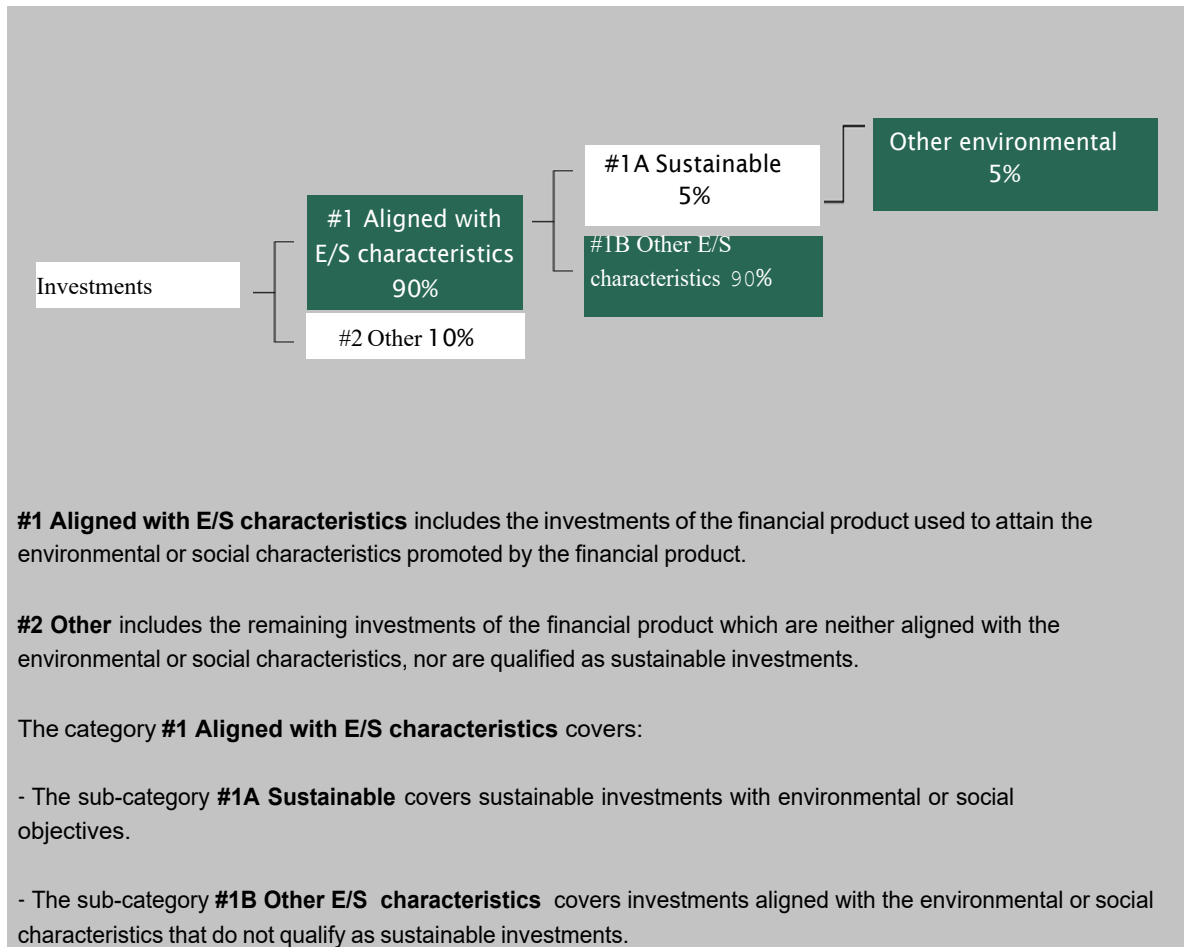 Investments
#1 Aligned with
E/S characteristics
90%
#2 Other 10%
#1A Sustainable
5%
#1B Other E/S
characteristics 90%
Other environmental
5%
#1 Aligned with E/S characteristics includes the investments of the financial product used to attain the
environmental or social characteristics promoted by the financial product.
#2 Other includes the remaining investments of the financial product which are neither aligned with the
environmental or social characteristics, nor are qualified as sustainable investments.
The category #1 Aligned with E/S characteristics covers:
- The sub-category #1A Sustainable covers sustainable investments with environmental or social
objectives.
- The sub-category #1B Other E/S characteristics covers investments aligned with the environmental or social
characteristics that do not qualify as sustainable investments.